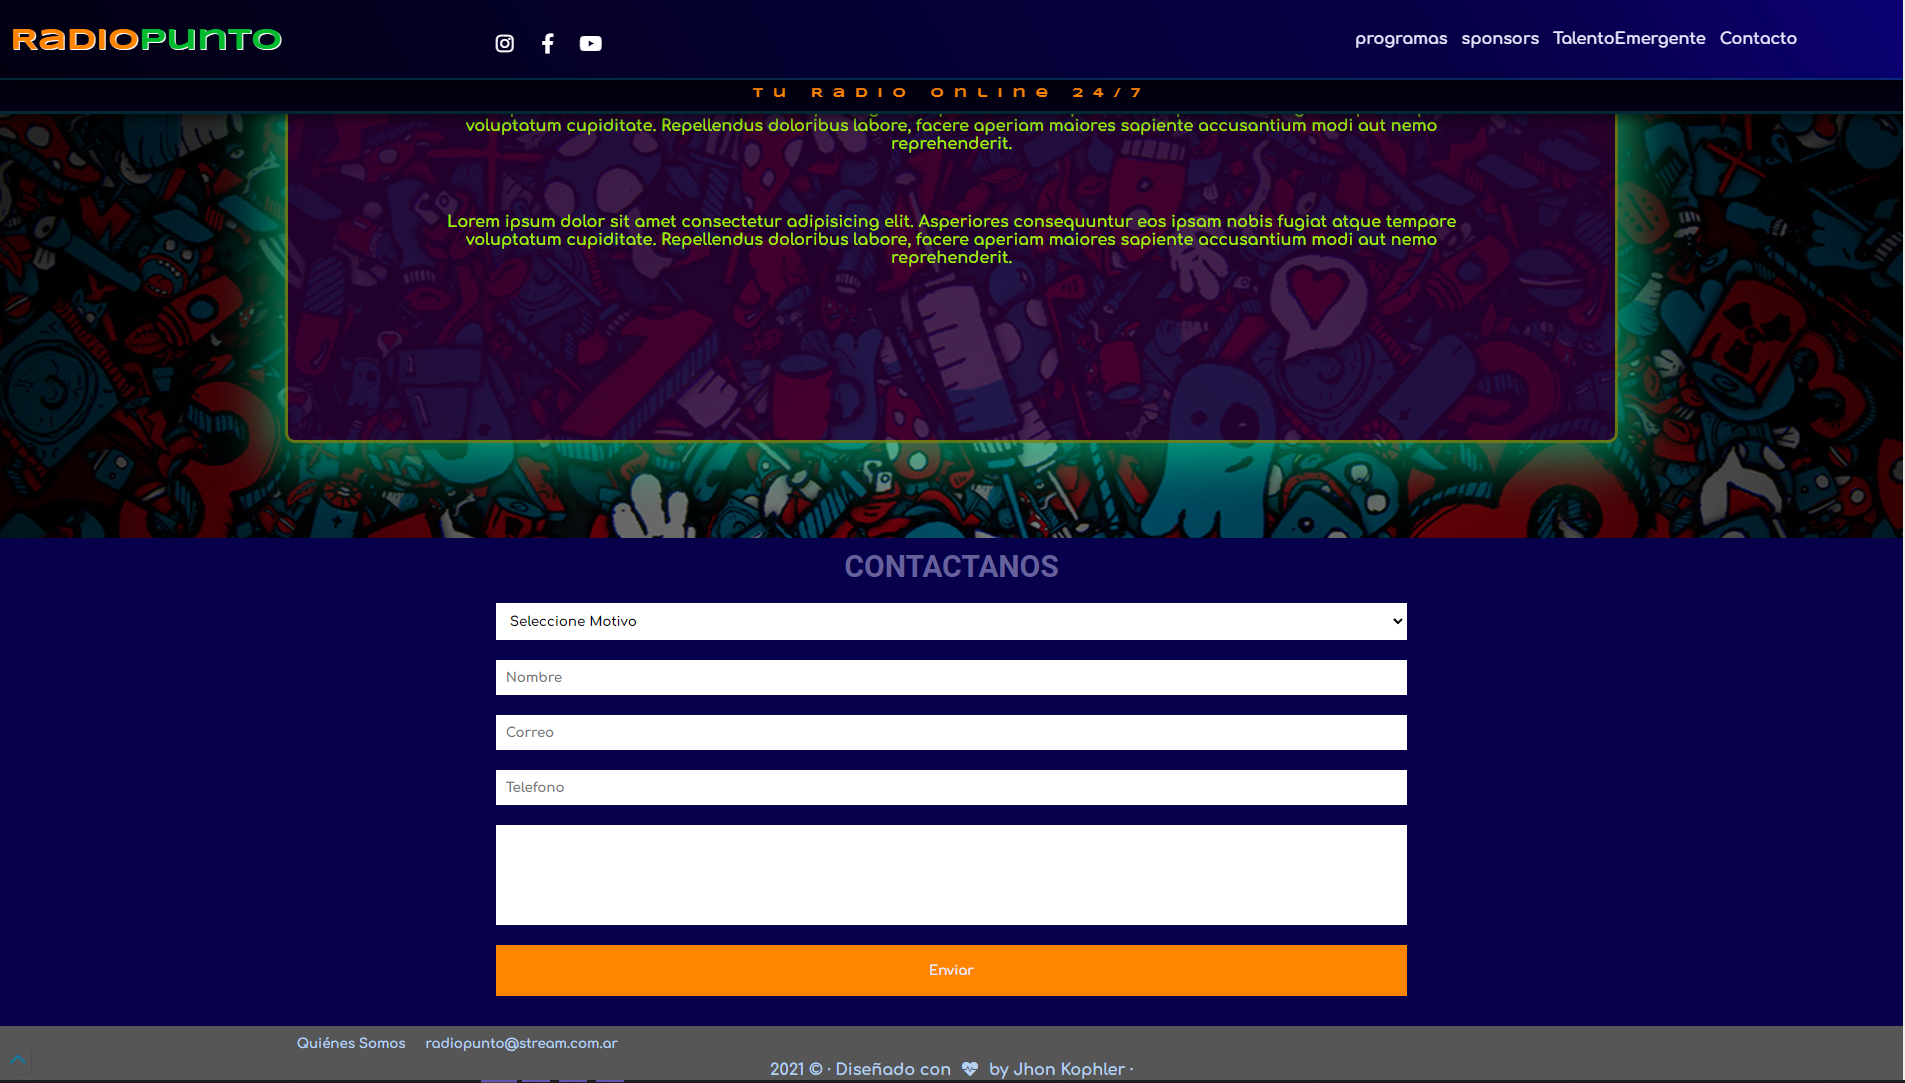 RaDIOPUnTO
programas sponsors TalentoEmergente Contacto
Tu RaDIO OnLIne 24/7
voluptatum cupiditate. Repellendus doloribus labore, facere aperiam maiores sapiente accusantium modi aut nemo
reprehenderit.
Lorem ipsum dolor sit amet consectetur adipisicing elit. Asperiores consequuntur eos ipsam nobis fugiat atque tempore
voluptatum cupiditate. Repellendus doloribus labore, facere aperiam maiores sapiente accusantium modi aut nemo
reprehenderit.
CONTACTANOS
Seleccione Motivo
Nombre
Correo
Telefono
Enviar
Quiénes Somos radiopunto@stream.com.ar
2021 © · Diseñado con by Jhon Kophler ·